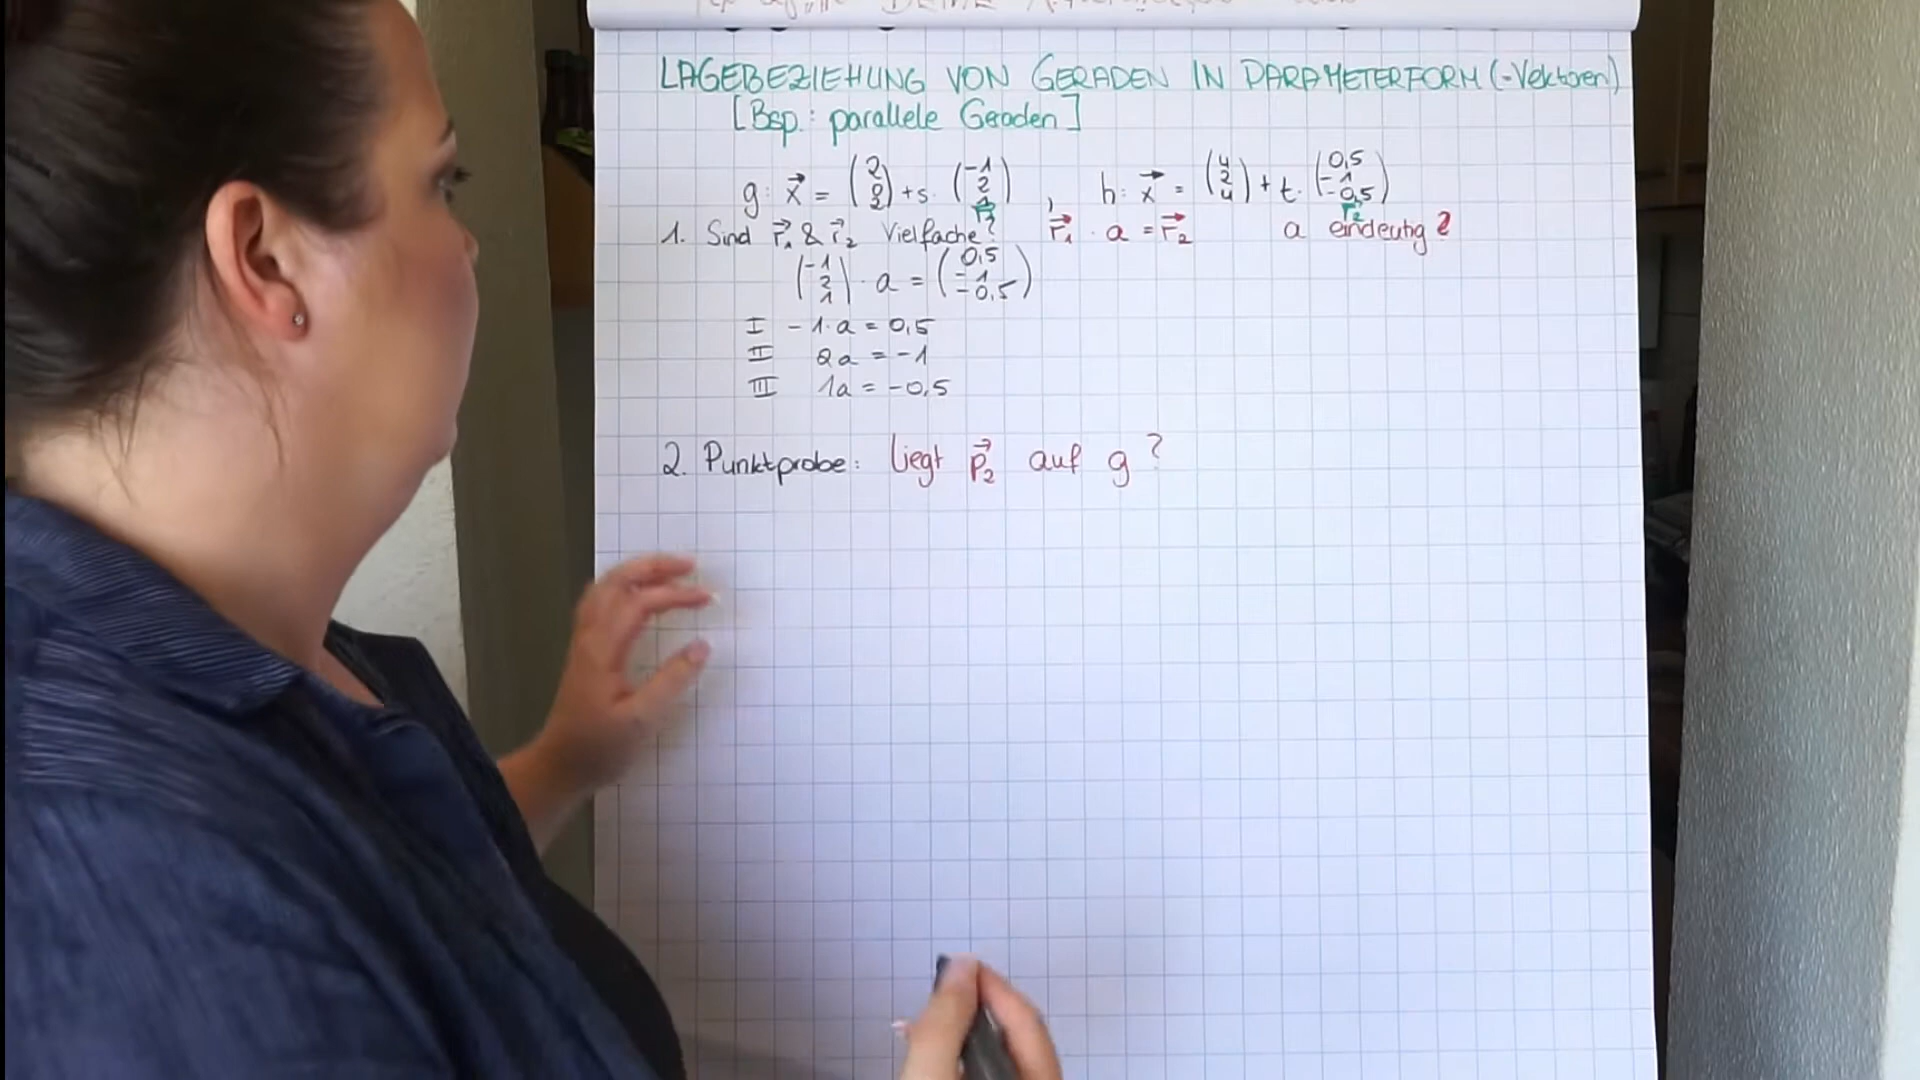 LAGEBEZIEHUNG VON GERADEN IN PARAMETERFORM (-Vektoren)
[Bsp.: parallele Geraden]
g: x⃗ = (2 0 3) + s · (-1 2 1) , h: x⃗ = (4 2 4) + t · (0,5 -1 -0,5)
r⃗₂
1. Sind r⃗₁ & r⃗₂ Vielfache? r⃗₁ · a = r⃗₂ a eindeutig?
(-1 2 1) · a = (0,5 -1 -0,5)
I -1·a = 0,5
II 2a = -1
III 1a = -0,5
2. Punktprobe: liegt p⃗₂ auf g?